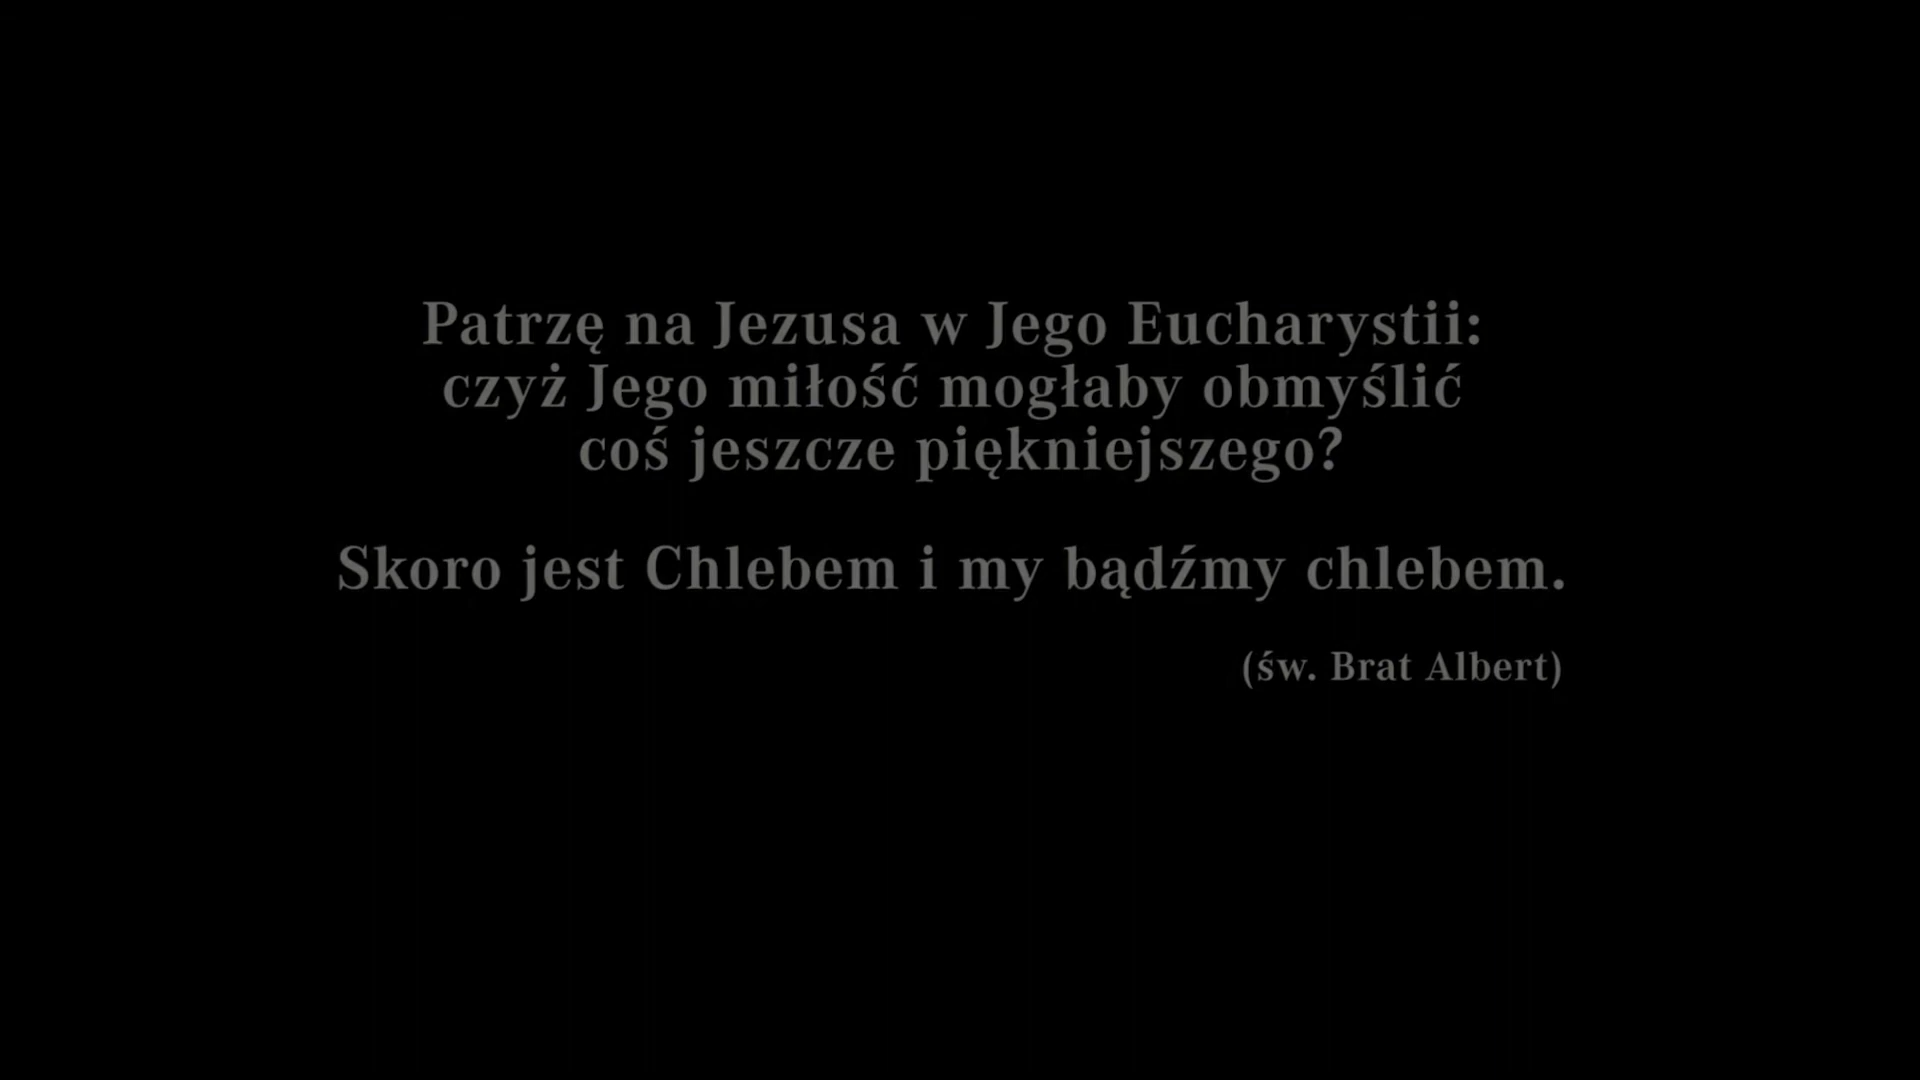 Patrzę na Jezusa w Jego Eucharystii:
czyż Jego miłość mogłaby obmyślić
coś jeszcze piękniejszego?
Skoro jest Chlebem i my bądźmy chlebem.
(św. Brat Albert)